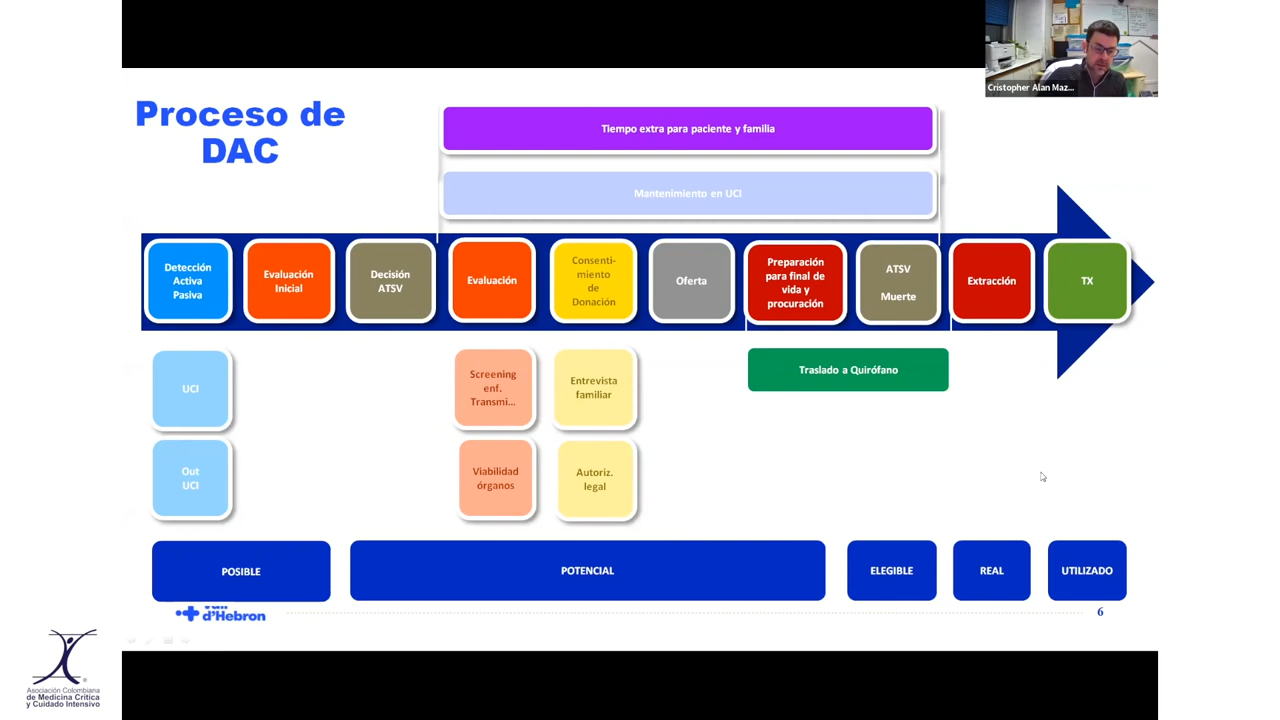 Cristopher Alan Maz...
Proceso de
DAC
Tiempo extra para paciente y familia
Mantenimiento en UCI
Detección
Activa
Pasiva
Evaluación
Inicial
Decisión
ATSV
Evaluación
Consenti-
miento
de
Donación
Oferta
Preparación
para final de
vida y
procuración
ATSV
Muerte
Extracción
TX
UCI
Screening
enf.
Transmi...
Entrevista
familiar
Traslado a Quirófano
Out
UCI
Viabilidad
órganos
Autoriz.
legal
POSIBLE
POTENCIAL
ELEGIBLE
REAL
UTILIZADO
Vall
d'Hebron
6
Asociación Colombiana
de Medicina Crítica
y Cuidado Intensivo